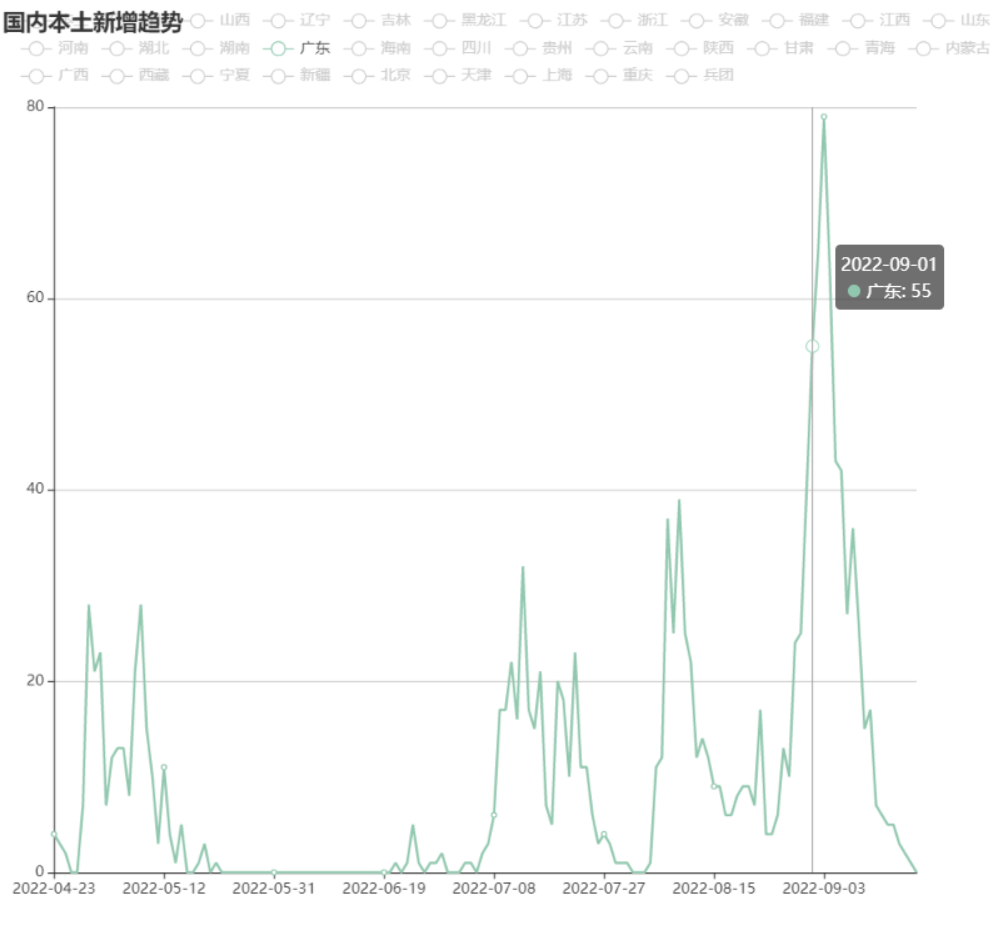 国内本土新增趋势 山西 辽宁 吉林 黑龙江 江苏 浙江 安徽 福建 江西 山东
河南 湖北 湖南 广东 海南 四川 贵州 云南 陕西 甘肃 青海 内蒙古
广西 西藏 宁夏 新疆 北京 天津 上海 重庆 兵团
80
2022-09-01
广东: 55
60
40
20
0
2022-04-23 2022-05-12 2022-05-31 2022-06-19 2022-07-08 2022-07-27 2022-08-15 2022-09-03